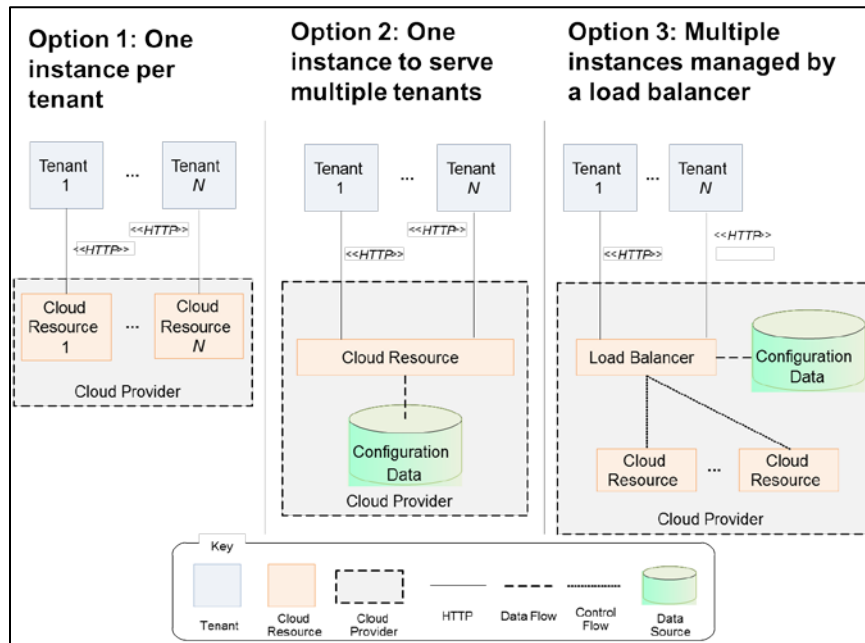 Option 1: One
instance per
tenant
Tenant
1
...
Tenant
N
<<HTTP>>
<<HTTP>>
Cloud
Resource
1
...
Cloud
Resource
N
Cloud Provider
Option 2: One
instance to serve
multiple tenants
Tenant
1
...
Tenant
N
<<HTTP>>
<<HTTP>>
Cloud Resource
Configuration
Data
Cloud Provider
Option 3: Multiple
instances managed by
a load balancer
Tenant
1
...
Tenant
N
<<HTTP>>
<<HTTP>>
Load Balancer
Configuration
Data
Cloud
Resource
...
Cloud
Resource
Cloud Provider
Key
Tenant
Cloud
Resource
Cloud
Provider
HTTP
Data Flow
Control
Flow
Data
Source